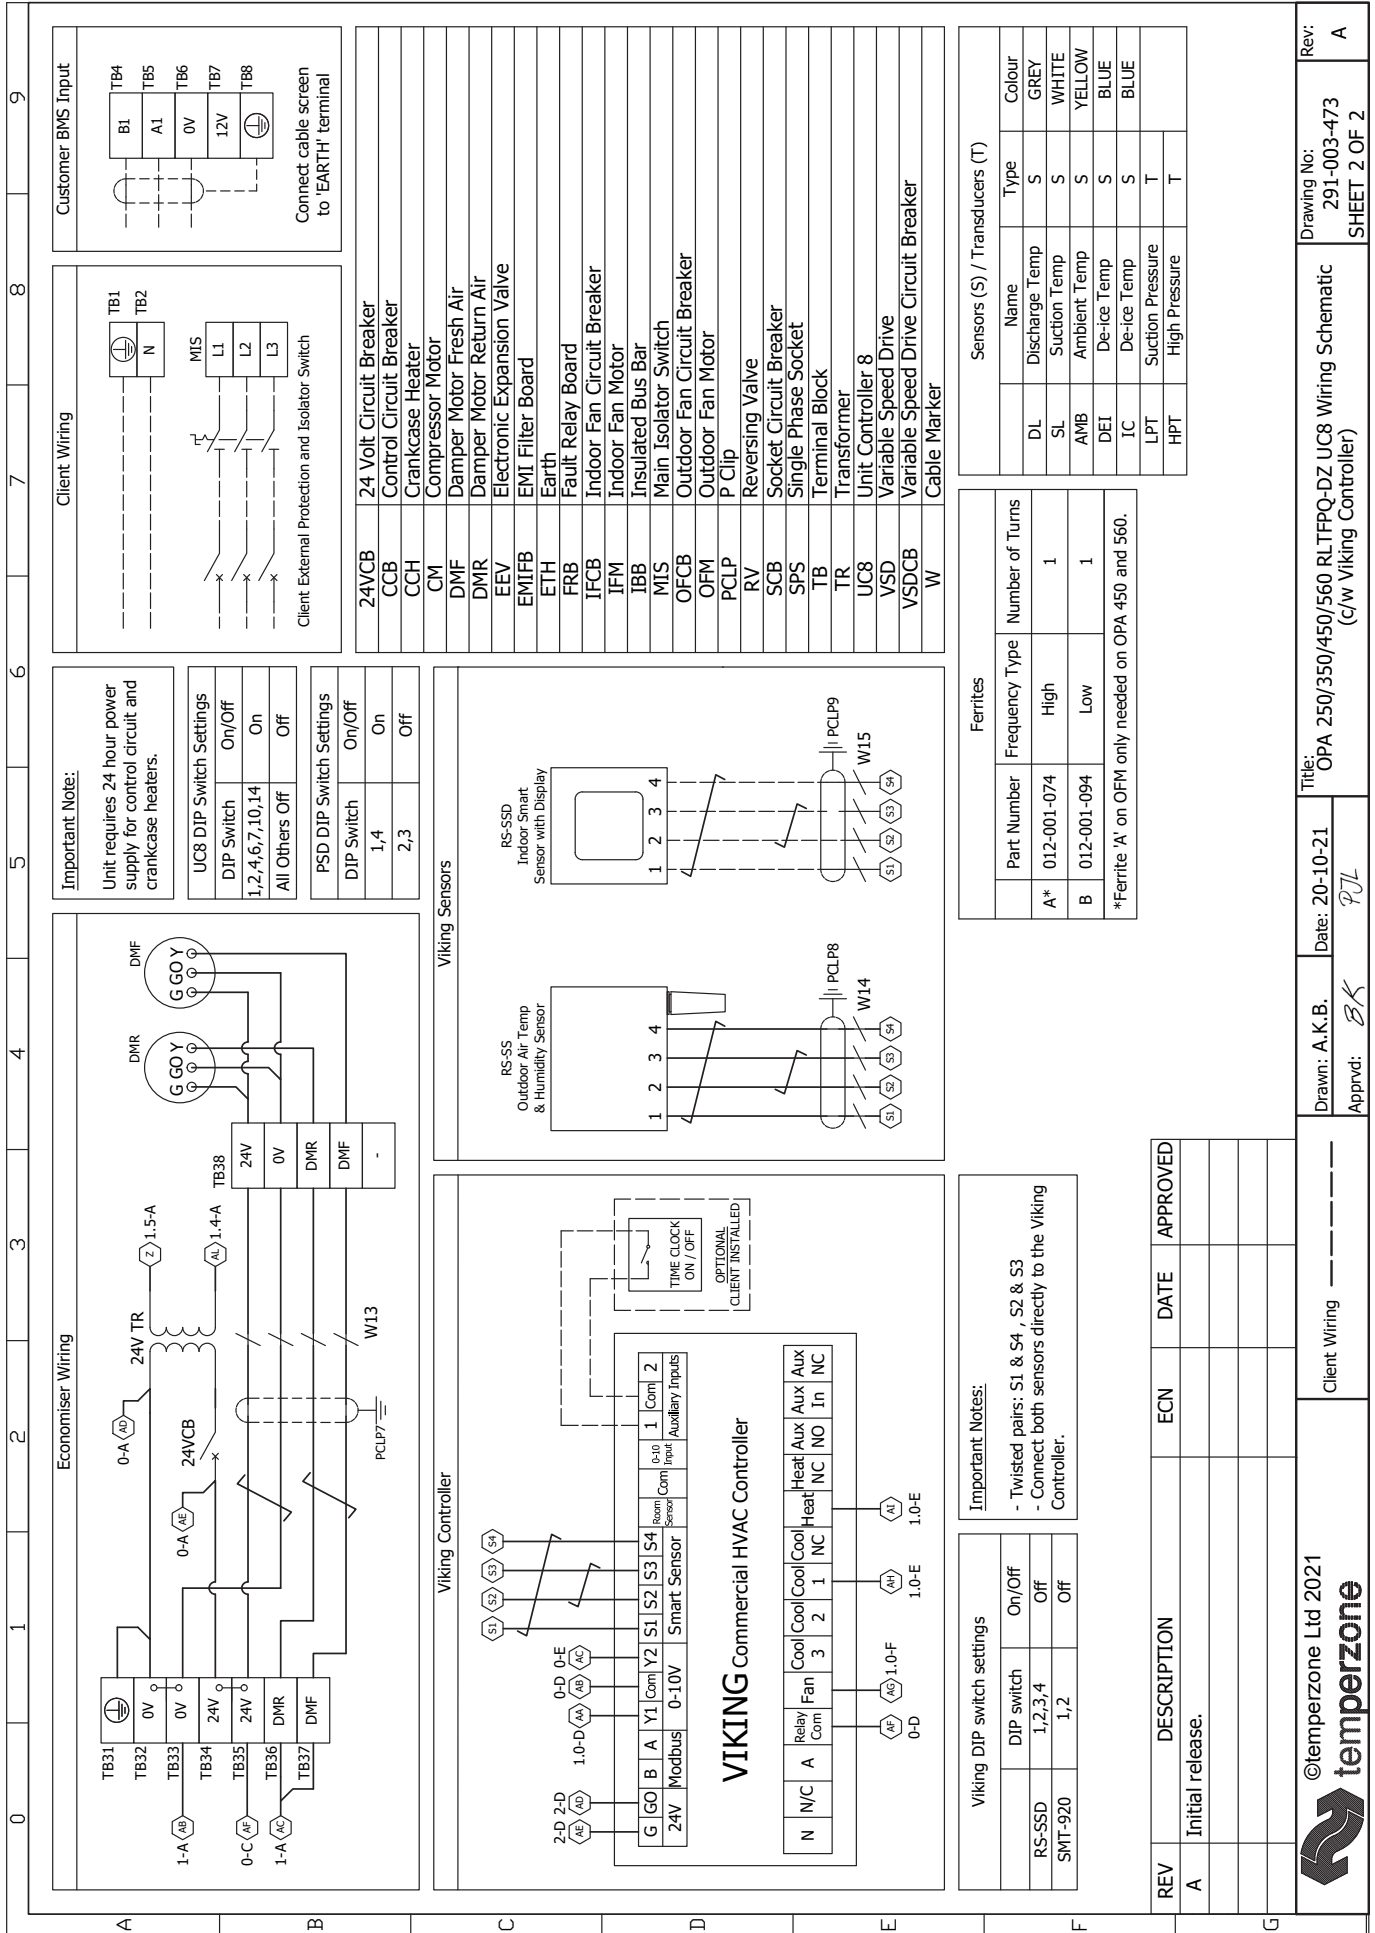 0 1 2 3 4 5 6 7 8 9
A
B
C
D
E
F
G
Economiser Wiring
TB31
TB32
TB33
TB34
TB35
TB36
TB37
0V
0V
24V
24V
DMR
DMF
1-A AB
0-C AF
1-A AC
0-A AD
0-A AE
24VCB
24V TR
Z 1.5-A
AL 1.4-A
PCLP7
W13
TB38
24V
0V
DMR
DMF
-
DMR
G GO Y
DMF
G GO Y
Important Note:
Unit requires 24 hour power
supply for control circuit and
crankcase heaters.
UC8 DIP Switch Settings
DIP Switch On/Off
1,2,4,6,7,10,14 On
All Others Off Off
PSD DIP Switch Settings
DIP Switch On/Off
1,4 On
2,3 Off
Client Wiring
TB1
TB2
N
MIS
L1
L2
L3
Client External Protection and Isolator Switch
Customer BMS Input
B1 TB4
A1 TB5
0V TB6
12V TB7
TB8
Connect cable screen
to 'EARTH' terminal
24VCB 24 Volt Circuit Breaker
CCB Control Circuit Breaker
CCH Crankcase Heater
CM Compressor Motor
DMF Damper Motor Fresh Air
DMR Damper Motor Return Air
EEV Electronic Expansion Valve
EMIFB EMI Filter Board
ETH Earth
FRB Fault Relay Board
IFCB Indoor Fan Circuit Breaker
IFM Indoor Fan Motor
IBB Insulated Bus Bar
MIS Main Isolator Switch
OFCB Outdoor Fan Circuit Breaker
OFM Outdoor Fan Motor
PCLP P Clip
RV Reversing Valve
SCB Socket Circuit Breaker
SPS Single Phase Socket
TB Terminal Block
TR Transformer
UC8 Unit Controller 8
VSD Variable Speed Drive
VSDCB Variable Speed Drive Circuit Breaker
W Cable Marker
Viking Controller
2-D AE
2-D AD
1.0-D AA
0-D AB
0-E AC
S1 S2 S3 S4
G GO B A Y1 Com Y2 S1 S2 S3 S4 Room Sensor Com 0-10 Input 1 Com 2
24V Modbus 0-10V Smart Sensor Auxiliary Inputs
VIKING Commercial HVAC Controller
N N/C A Relay Com Fan Cool 3 Cool 2 Cool 1 Cool NC Heat Heat NC Aux NO Aux In Aux NC
AF 0-D
AG 1.0-F
AH 1.0-E
AI 1.0-E
TIME CLOCK
ON / OFF
OPTIONAL
CLIENT INSTALLED
Viking Sensors
RS-SS
Outdoor Air Temp
& Humidity Sensor
1 2 3 4
PCLP8
W14
S1 S2 S3 S4
RS-SSD
Indoor Smart
Sensor with Display
1 2 3 4
PCLP9
W15
S1 S2 S3 S4
Viking DIP switch settings
DIP switch On/Off
RS-SSD 1,2,3,4 Off
SMT-920 1,2 Off
Important Notes:
- Twisted pairs: S1 & S4 , S2 & S3
- Connect both sensors directly to the Viking
Controller.
Ferrites
Part Number Frequency Type Number of Turns
A* 012-001-074 High 1
B 012-001-094 Low 1
*Ferrite 'A' on OFM only needed on OPA 450 and 560.
Sensors (S) / Transducers (T)
Name Type Colour
DL Discharge Temp S GREY
SL Suction Temp S WHITE
AMB Ambient Temp S YELLOW
DEI De-ice Temp S BLUE
IC De-ice Temp S BLUE
LPT Suction Pressure T
HPT High Pressure T
REV DESCRIPTION ECN DATE APPROVED
A Initial release.
©temperzone Ltd 2021
temperzone
Client Wiring
Drawn: A.K.B.
Date: 20-10-21
Apprvd: BK PJL
Title:
OPA 250/350/450/560 RLTFPQ-DZ UC8 Wiring Schematic
(c/w Viking Controller)
Drawing No:
291-003-473
SHEET 2 OF 2
Rev:
A